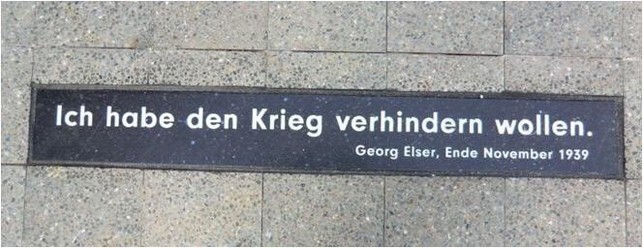 Ich habe den Krieg verhindern wollen.
Georg Elser, Ende November 1939